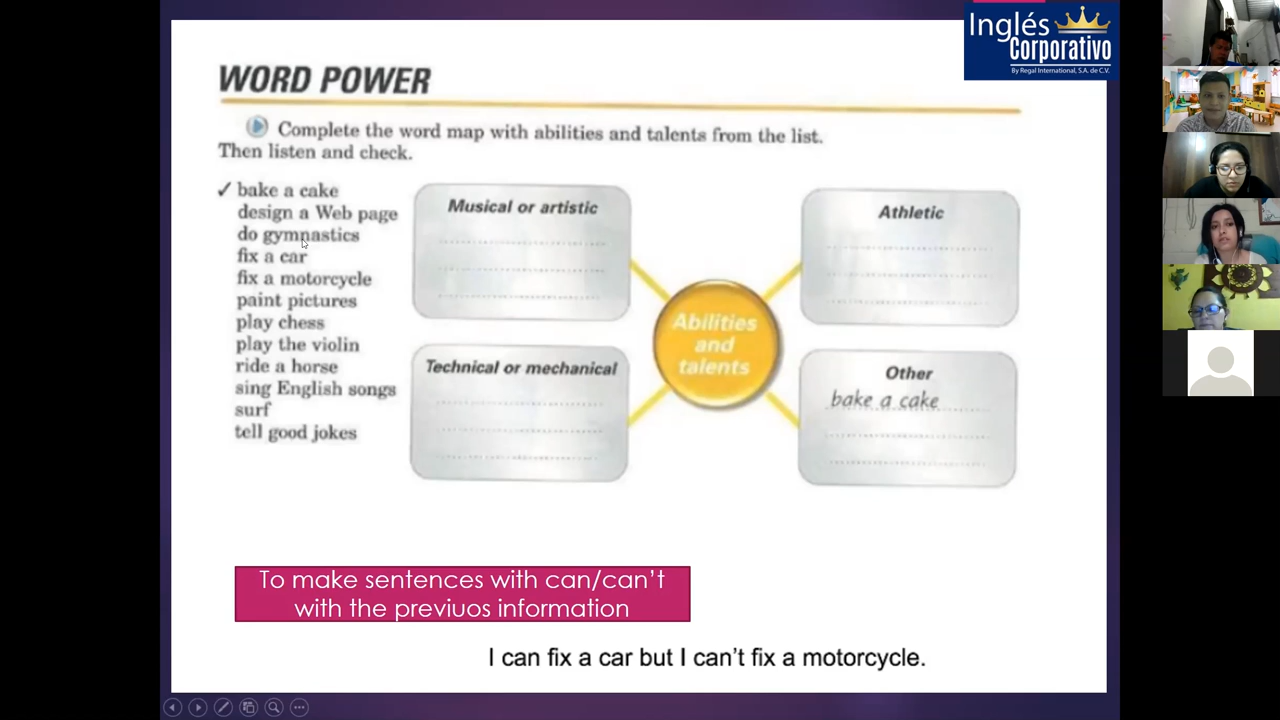 Inglés
Corporativo
By Regal International, S.A. de C.V.
WORD POWER
Complete the word map with abilities and talents from the list.
Then listen and check.
✓ bake a cake
design a Web page
do gymnastics
fix a car
fix a motorcycle
paint pictures
play chess
play the violin
ride a horse
sing English songs
surf
tell good jokes
Musical or artistic
Athletic
Abilities
and
talents
Technical or mechanical
Other
bake a cake
To make sentences with can/can't
with the previuos information
I can fix a car but I can't fix a motorcycle.